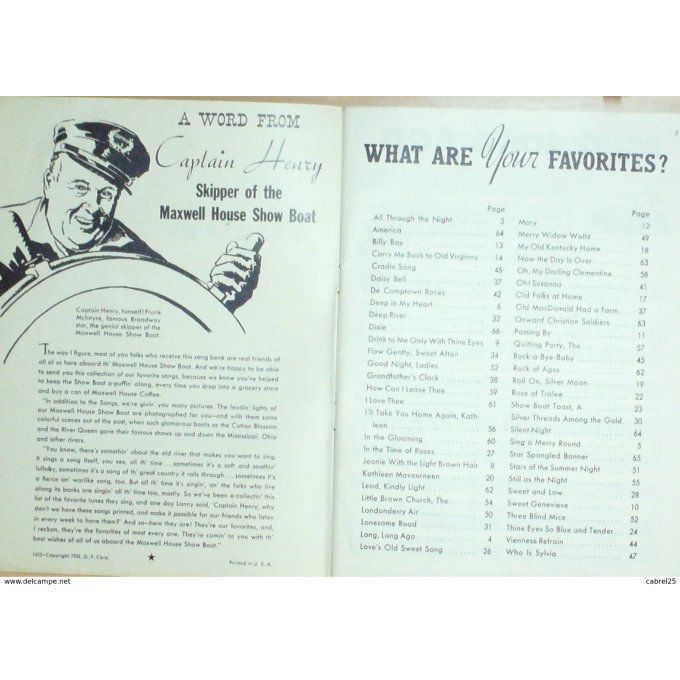 A WORD FROM
Captain Henry
Skipper of the
Maxwell House Show Boat
Captain Henry, himself! Frank
McIntyre, famous Broadway
star, the genial skipper of the
Maxwell House Show Boat.
The way I figure, most of you folks who receive this song book are real friends of
all of us here aboard th' Maxwell House Show Boat. And we're happy to be able
to send you this collection of our favorite songs, because we know you've helped
to keep the Show Boat a-puffin' along, every time you drop into a grocery store
and buy a can of Maxwell House Coffee.
"In addition to the Songs, we're givin' you many pictures. The leadin' lights of
our Maxwell House Show Boat are photographed for you—and with them some
colorful scenes out of the past, when such glamorous boats as the Cotton Blossom
and the River Queen gave their famous shows up and down the Mississippi, Ohio
and other rivers.
"You know, there's somethin' about the old river that makes you want to sing.
It sings a song itself, you see, all th' time... sometimes it's a soft and soothin'
lullaby, sometimes it's a song of th' great country it rolls through... sometimes it's
a fierce an' warlike song, too. But all th' time it's singin', an' the folks who live
along its banks are singin' all th' time too, mostly. So we've been a-collectin' this
list of the favorite tunes they sing, and one day Lanny said, 'Captain Henry, why
don't we have these songs printed, and make it possible for our friends who listen
in every week to have them?' And so—here they are! They're our favorites, and,
I reckon, they're the favorites of most every one. They're comin' to you with th'
best wishes of all of us aboard the Maxwell House Show Boat."
1412—Copyright 1935, G. F. Corp.
Printed in U. S. A.
3
WHAT ARE Your FAVORITES?
Page
All Through the Night 5
America 64
Billy Boy 13
Carry Me Back to Old Virginny 14
Cradle Song 46
Daisy Bell 37
De Camptown Races 42
Deep in My Heart 6
Deep River 32
Dixie 66
Drink to Me Only With Thine Eyes 9
Flow Gently, Sweet Afton 34
Good Night, Ladies 52
Grandfather's Clock 38
How Can I Leave Thee 59
I Love Thee 61
I'll Take You Home Again, Kath-
leen 56
In the Gloaming 60
In the Time of Roses 27
Jeanie With the Light Brown Hair 8
Kathleen Mavourneen 20
Lead, Kindly Light 62
Little Brown Church, The 54
Londonderry Air 50
Lonesome Road 31
Long, Long, Ago 4
Love's Old Sweet Song 26
Page
Mary 12
Merry Widow Waltz 49
My Old Kentucky Home 18
Now the Day Is Over 63
Oh, My Darling Clementine 58
Oh! Susanna 41
Old Folks at Home 17
Old MacDonald Had a Farm 37
Onward Christian Soldiers 63
Passing By 11
Quilting Party, The 57
Rock-a-Bye-Baby 45
Rock of Ages 62
Roll On, Silver Moon 19
Rose of Tralee 22
Show Boat Toast, A 23
Silver Threads Among the Gold 30
Silent Night 64
Sing a Merry Round 5
Star Spangled Banner 65
Stars of the Summer Night 51
Still as the Night 55
Sweet and Low 28
Sweet Genevieve 10
Three Blind Mice 52
Thine Eyes So Blue and Tender 24
Viennese Refrain 44
Who Is Sylvia 47
https://www.delcampe.net
cabrel25